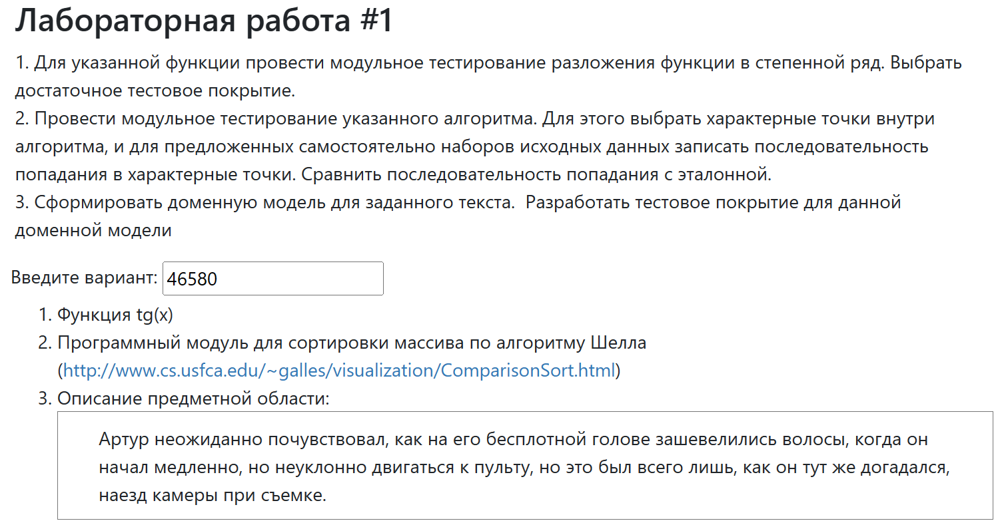 Лабораторная работа #1
1. Для указанной функции провести модульное тестирование разложения функции в степенной ряд. Выбрать
достаточное тестовое покрытие.
2. Провести модульное тестирование указанного алгоритма. Для этого выбрать характерные точки внутри
алгоритма, и для предложенных самостоятельно наборов исходных данных записать последовательность
попадания в характерные точки. Сравнить последовательность попадания с эталонной.
3. Сформировать доменную модель для заданного текста.  Разработать тестовое покрытие для данной
доменной модели
Введите вариант: 46580
1. Функция tg(x)
2. Программный модуль для сортировки массива по алгоритму Шелла
(http://www.cs.usfca.edu/~galles/visualization/ComparisonSort.html)
3. Описание предметной области:
Артур неожиданно почувствовал, как на его бесплотной голове зашевелились волосы, когда он
начал медленно, но неуклонно двигаться к пульту, но это был всего лишь, как он тут же догадался,
наезд камеры при съемке.